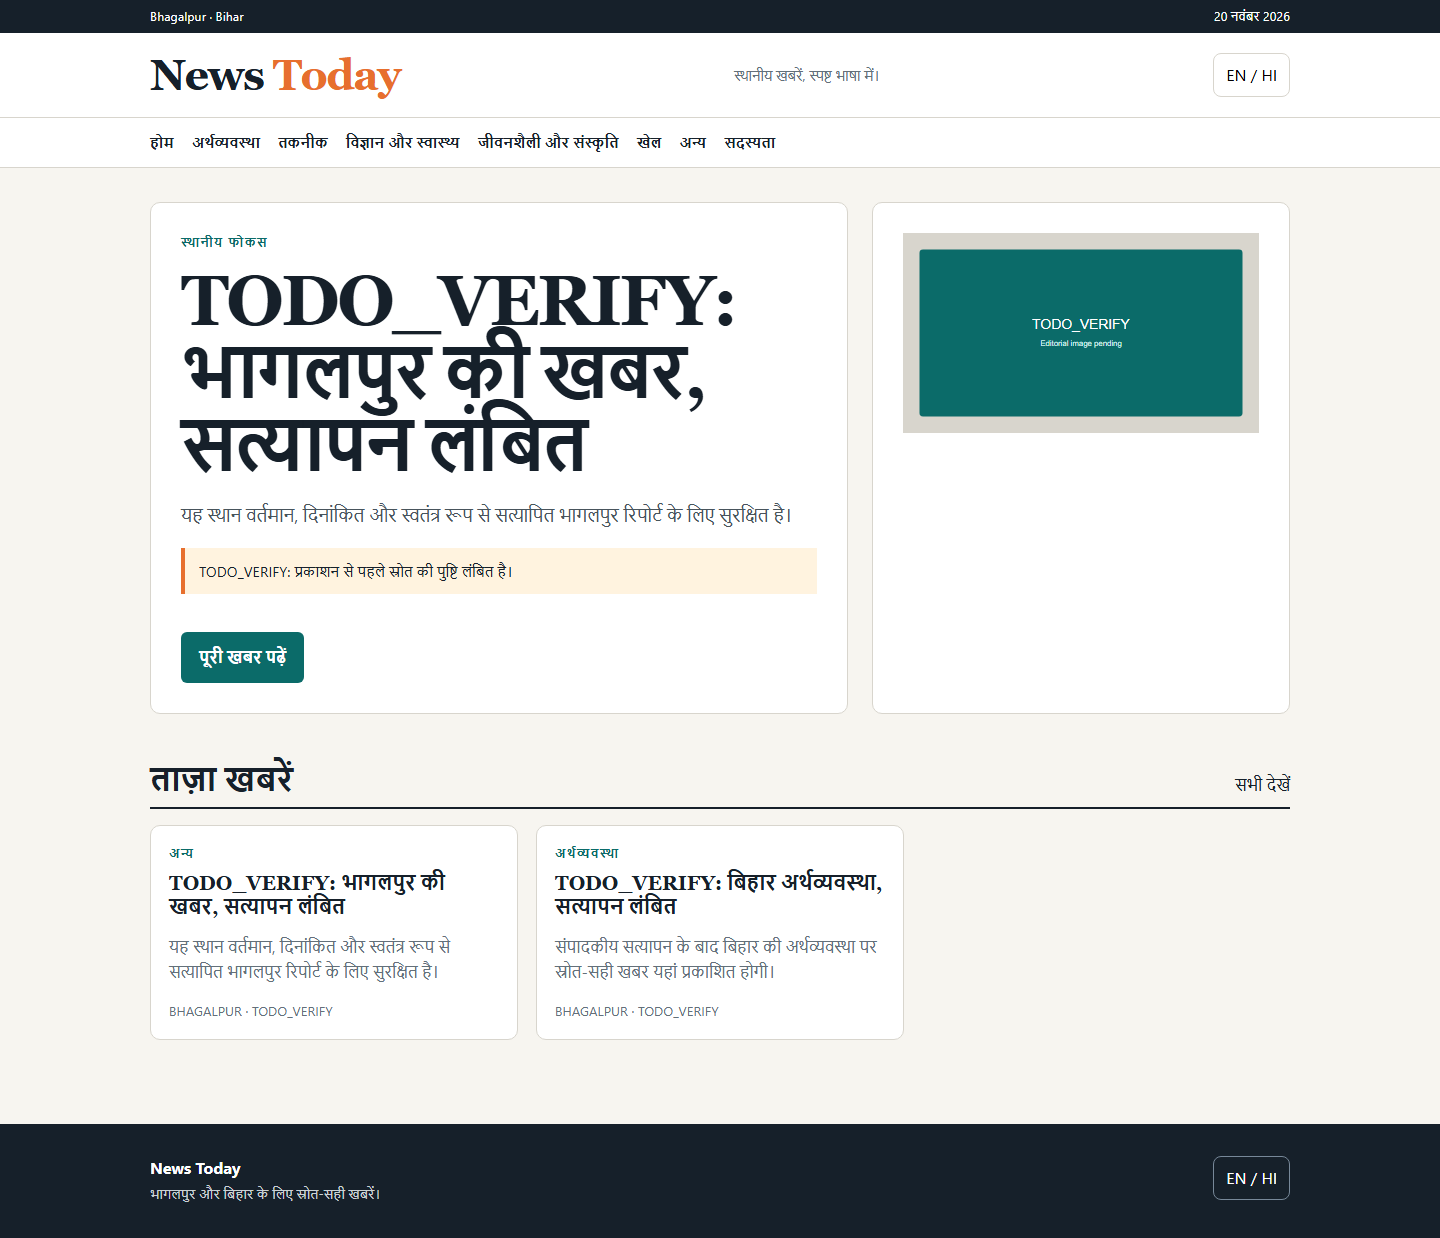 Bhagalpur · Bihar
20 नवंबर 2026
News Today
स्थानीय खबरें, स्पष्ट भाषा में।
EN / HI
होम अर्थव्यवस्था तकनीक विज्ञान और स्वास्थ्य जीवनशैली और संस्कृति खेल अन्य सदस्यता
स्थानीय फोकस
TODO_VERIFY:
भागलपुर की खबर,
सत्यापन लंबित
यह स्थान वर्तमान, दिनांकित और स्वतंत्र रूप से सत्यापित भागलपुर रिपोर्ट के लिए सुरक्षित है।
TODO_VERIFY: प्रकाशन से पहले स्रोत की पुष्टि लंबित है।
पूरी खबर पढ़ें
TODO_VERIFY
Editorial image pending
ताज़ा खबरें
सभी देखें
अन्य
TODO_VERIFY: भागलपुर की
खबर, सत्यापन लंबित
यह स्थान वर्तमान, दिनांकित और स्वतंत्र रूप से
सत्यापित भागलपुर रिपोर्ट के लिए सुरक्षित है।
BHAGALPUR · TODO_VERIFY
अर्थव्यवस्था
TODO_VERIFY: बिहार अर्थव्यवस्था,
सत्यापन लंबित
संपादकीय सत्यापन के बाद बिहार की अर्थव्यवस्था पर
स्रोत-सही खबर यहां प्रकाशित होगी।
BHAGALPUR · TODO_VERIFY
News Today
भागलपुर और बिहार के लिए स्रोत-सही खबरें।
EN / HI